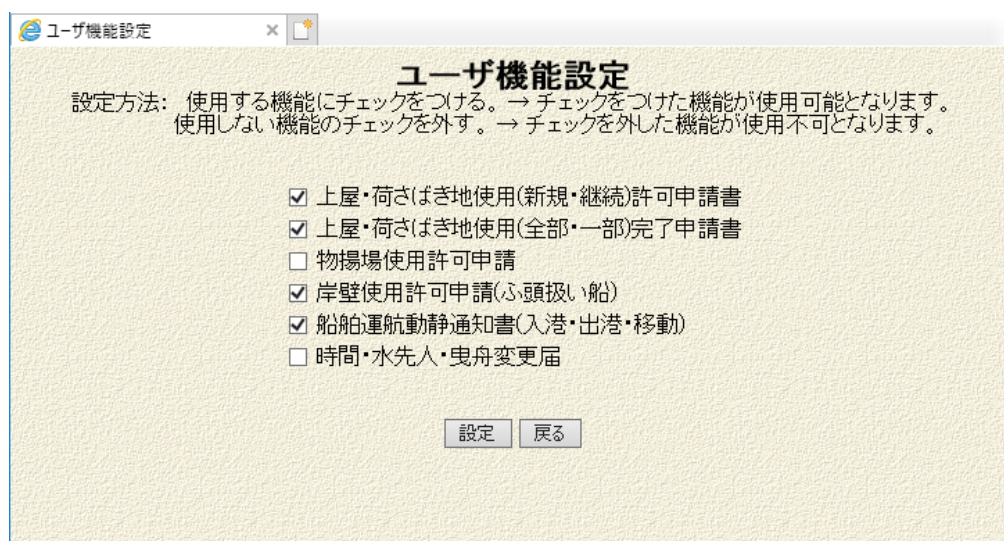 ユーザ機能設定
ユーザ機能設定
設定方法： 使用する機能にチェックをつける。→ チェックをつけた機能が使用可能となります。
使用しない機能のチェックを外す。→ チェックを外した機能が使用不可となります。
上屋・荷さばき地使用(新規・継続)許可申請書
上屋・荷さばき地使用(全部・一部)完了申請書
物揚場使用許可申請
岸壁使用許可申請(ふ頭扱い船)
船舶運航動静通知書(入港・出港・移動)
時間・水先人・曳舟変更届
設定 戻る